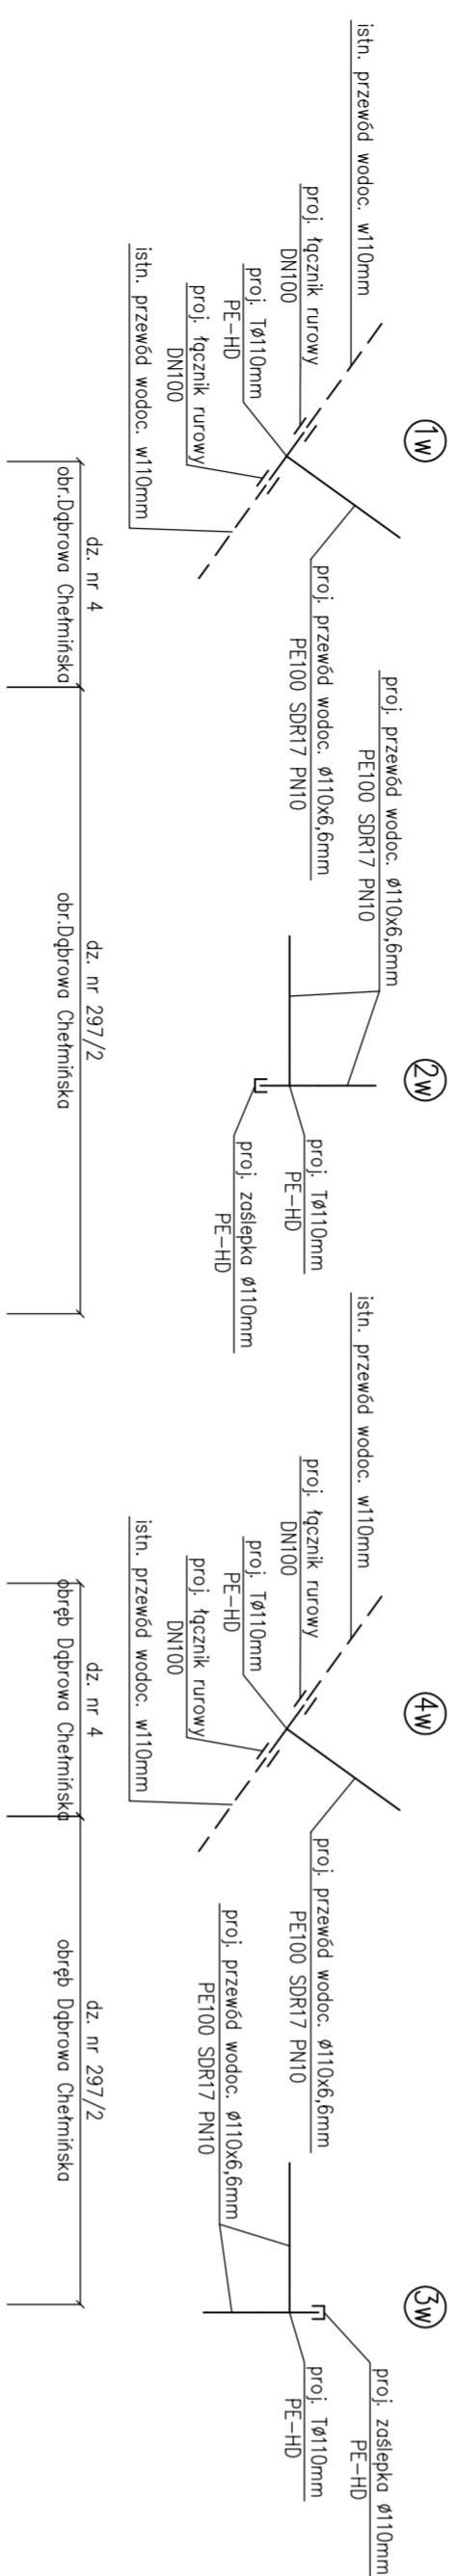 1w
istn. przewód wodoc. w110mm
proj. łącznik rurowy
DN100
proj. TØ110mm
PE-HD
proj. łącznik rurowy
DN100
istn. przewód wodoc. w110mm
proj. przewód wodoc. Ø110x6,6mm
PE100 SDR17 PN10
dz. nr 4
obr.Dąbrowa Chełmińska
2w
proj. przewód wodoc. Ø110x6,6mm
PE100 SDR17 PN10
proj. TØ110mm
PE-HD
proj. zaślepka Ø110mm
PE-HD
dz. nr 297/2
obr.Dąbrowa Chełmińska
4w
istn. przewód wodoc. w110mm
proj. łącznik rurowy
DN100
proj. TØ110mm
PE-HD
proj. łącznik rurowy
DN100
istn. przewód wodoc. w110mm
proj. przewód wodoc. Ø110x6,6mm
PE100 SDR17 PN10
dz. nr 4
obręb Dąbrowa Chełmińska
3w
proj. zaślepka Ø110mm
PE-HD
proj. TØ110mm
PE-HD
proj. przewód wodoc. Ø110x6,6mm
PE100 SDR17 PN10
dz. nr 297/2
obręb Dąbrowa Chełmińska